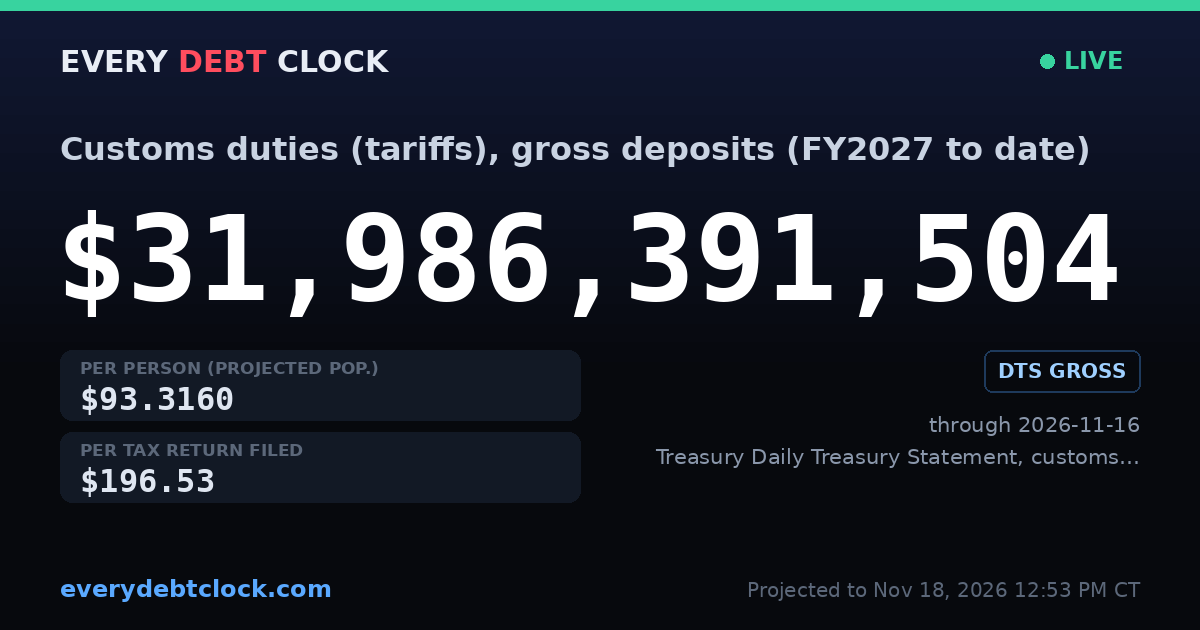 EVERY DEBT CLOCK
LIVE
Customs duties (tariffs), gross deposits (FY2027 to date)
$31,986,391,504
PER PERSON (PROJECTED POP.)
$93.3160
PER TAX RETURN FILED
$196.53
DTS GROSS
through 2026-11-16
Treasury Daily Treasury Statement, customs…
everydebtclock.com
Projected to Nov 18, 2026 12:53 PM CT